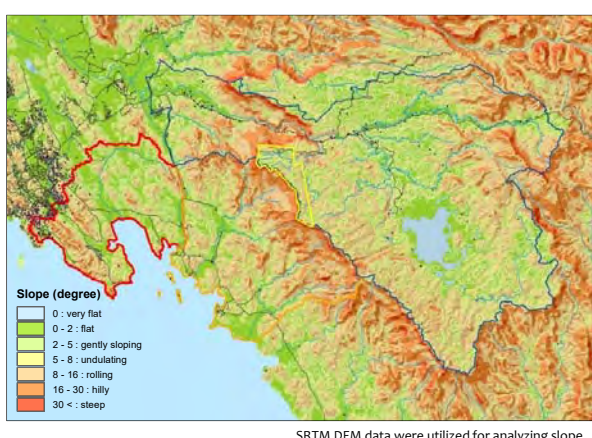 Slope (degree)
0 : very flat
0 - 2 : flat
2 - 5 : gently sloping
5 - 8 : undulating
8 - 16 : rolling
16 - 30 : hilly
30 < : steep
SRTM DEM data were utilized for analyzing slope